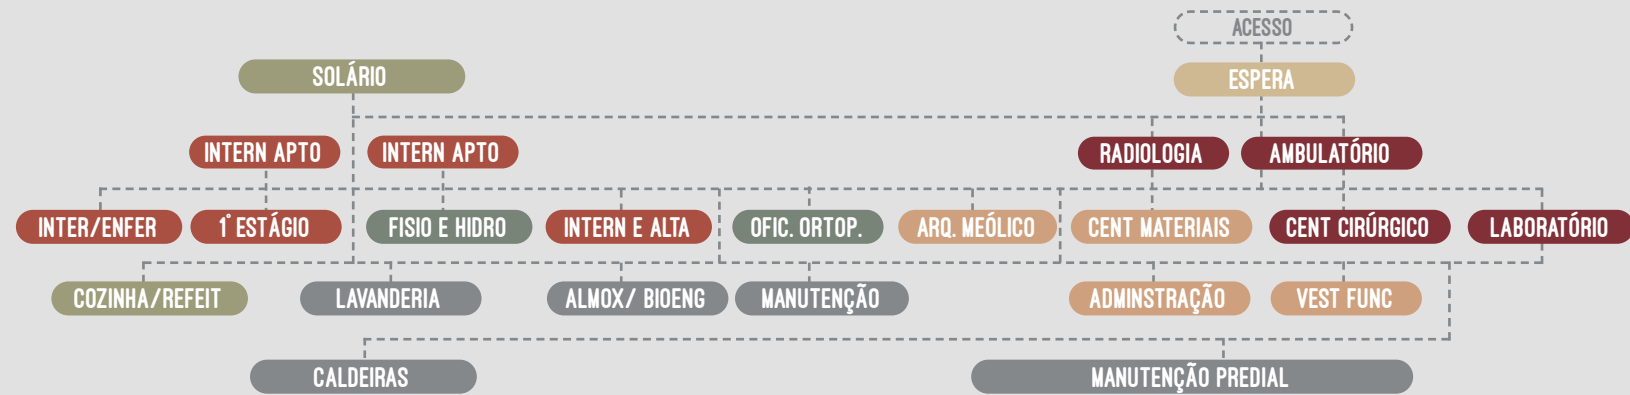 ACESSO
SOLÁRIO
ESPERA
INTERN APTO
INTERN APTO
RADIOLOGIA
AMBULATÓRIO
INTER/ENFER
1° ESTÁGIO
FISIO E HIDRO
INTERN E ALTA
OFIC. ORTOP.
ARQ. MEÓLICO
CENT MATERIAIS
CENT CIRÚRGICO
LABORATÓRIO
COZINHA/REFEIT
LAVANDERIA
ALMOX/ BIOENG
MANUTENÇÃO
ADMINSTRAÇÃO
VEST FUNC
CALDEIRAS
MANUTENÇÃO PREDIAL